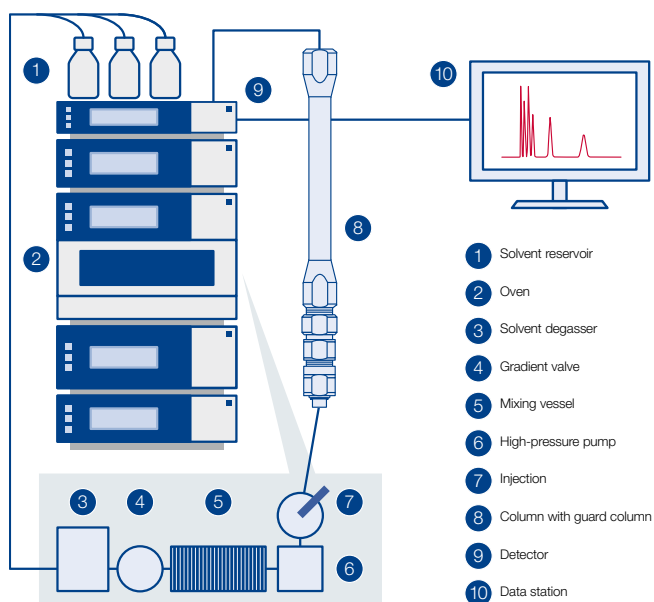 1
9
10
2
8
3
4
5
7
6
1 Solvent reservoir
2 Oven
3 Solvent degasser
4 Gradient valve
5 Mixing vessel
6 High-pressure pump
7 Injection
8 Column with guard column
9 Detector
10 Data station